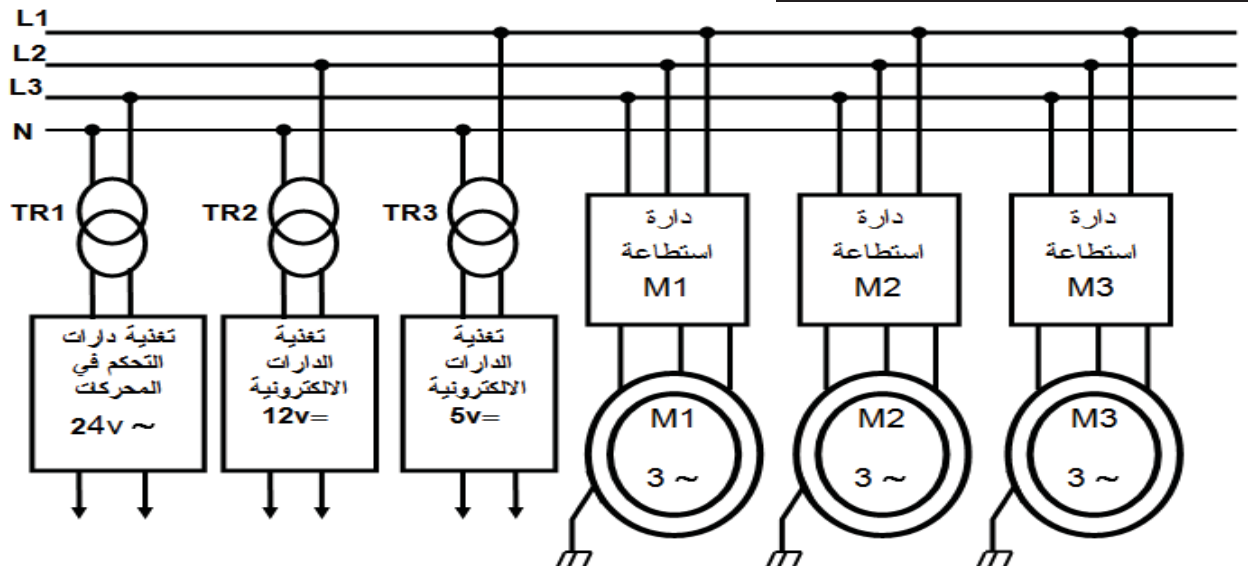 L1
L2
L3
N
TR1
TR2
TR3
تغذية دارات
التحكم في
المحركات
24v ~
تغذية
الدارات
الالكترونية
12v=
تغذية
الدارات
الالكترونية
5v=
دارة
استطاعة
M1
دارة
استطاعة
M2
دارة
استطاعة
M3
M1
3 ~
M2
3 ~
M3
3 ~